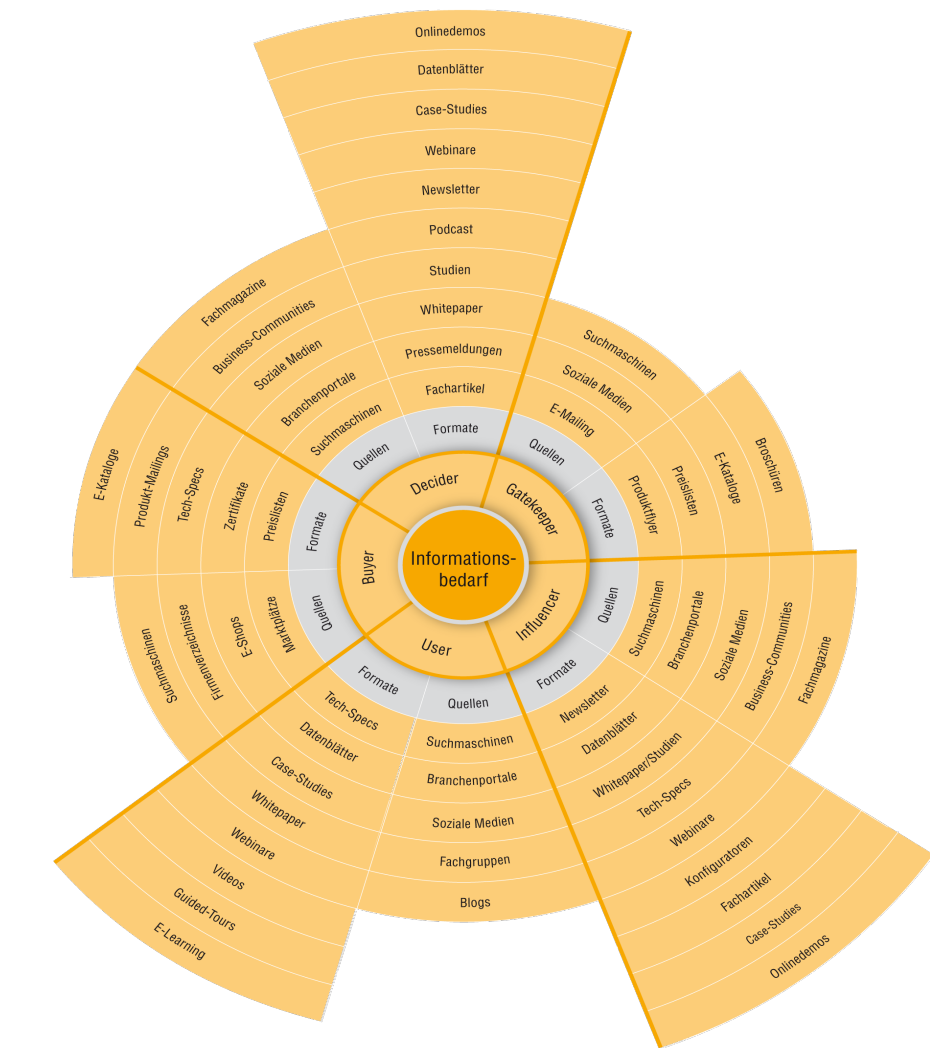 Informations-
bedarf
Decider
Formate
Fachartikel
Pressemeldungen
Whitepaper
Studien
Podcast
Newsletter
Webinare
Case-Studies
Datenblätter
Onlinedemos
Quellen
Suchmaschinen
Branchenportale
Soziale Medien
Business-Communities
Fachmagazine
Gatekeeper
Quellen
E-Mailing
Soziale Medien
Suchmaschinen
Formate
Produktflyer
Preislisten
E-Kataloge
Broschüren
Influencer
Quellen
Suchmaschinen
Branchenportale
Soziale Medien
Business-Communities
Fachmagazine
Formate
Newsletter
Datenblätter
Whitepaper/Studien
Tech-Specs
Webinare
Konfiguratoren
Fachartikel
Case-Studies
Onlinedemos
User
Quellen
Suchmaschinen
Branchenportale
Soziale Medien
Fachgruppen
Blogs
Formate
Tech-Specs
Datenblätter
Case-Studies
Whitepaper
Webinare
Videos
Guided-Tours
E-Learning
Buyer
Quellen
Marktplätze
E-Shops
Firmenverzeichnisse
Suchmaschinen
Formate
Preislisten
Zertifikate
Tech-Specs
Produkt-Mailings
E-Kataloge